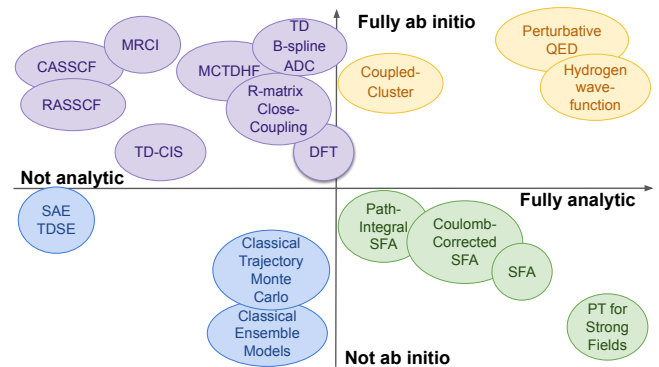 Fully ab initio
MRCI
CASSCF
RASSCF
MCTDHF
TD
B-spline
ADC
R-matrix
Close-
Coupling
TD-CIS
DFT
Coupled-
Cluster
Perturbative
QED
Hydrogen
wave-
function
Not analytic
Fully analytic
SAE
TDSE
Classical
Trajectory
Monte
Carlo
Classical
Ensemble
Models
Path-
Integral
SFA
Coulomb-
Corrected
SFA
SFA
PT for
Strong
Fields
Not ab initio